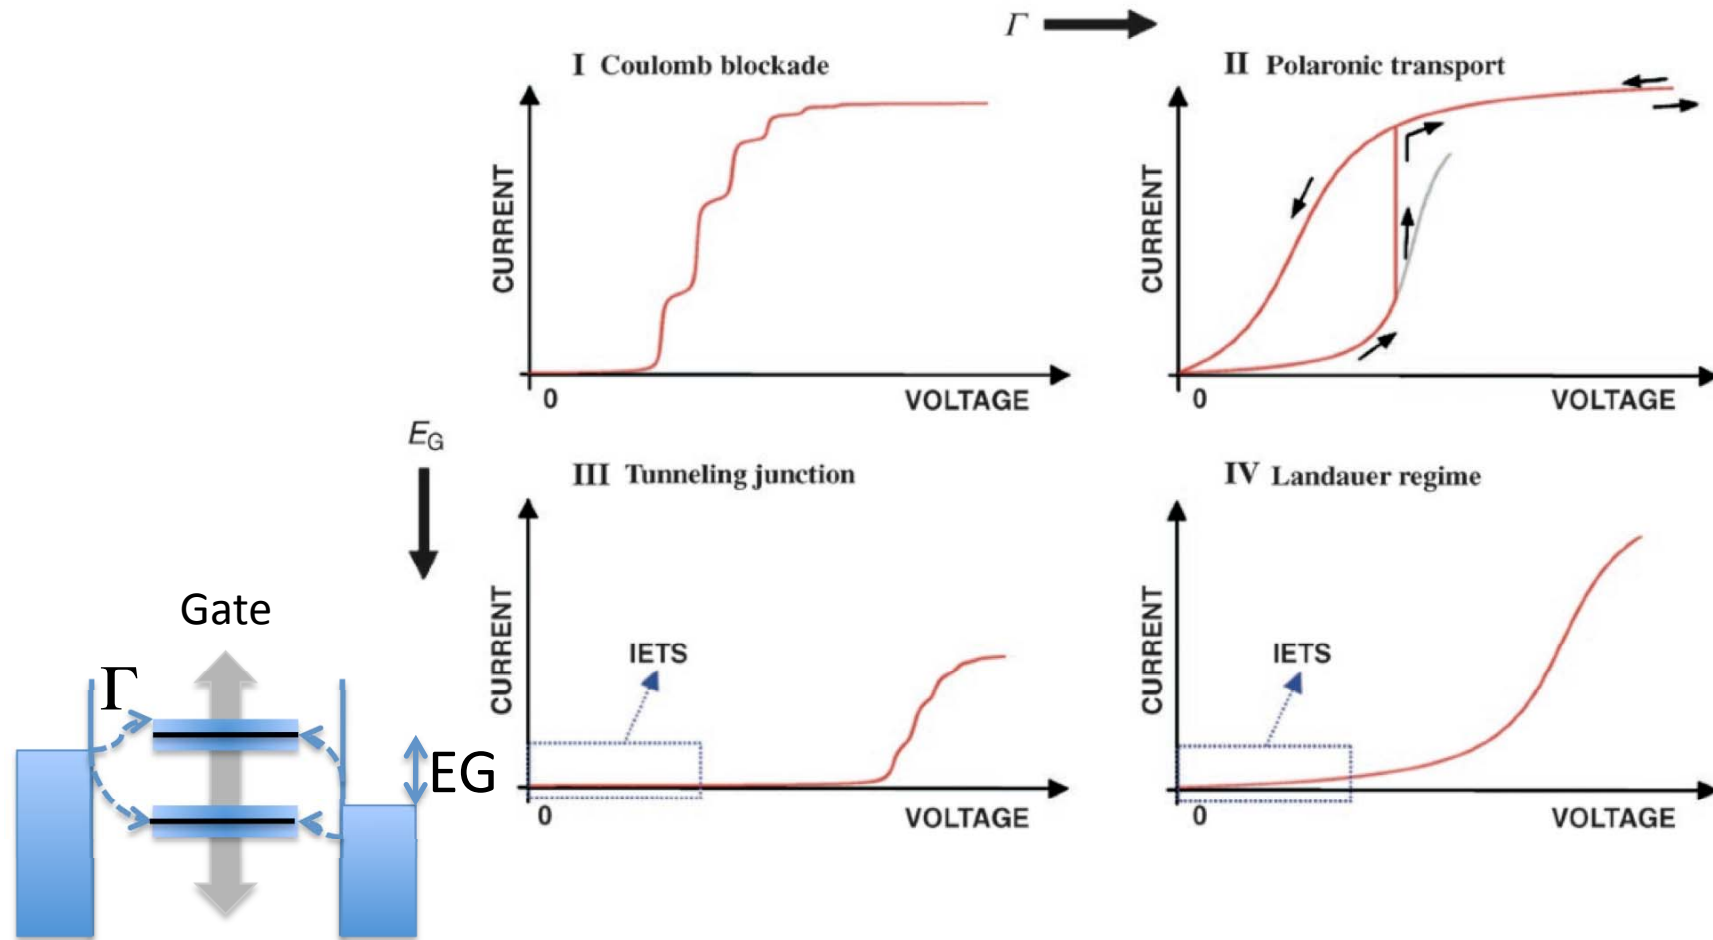 Γ
I Coulomb blockade
II Polaronic transport
CURRENT
0
VOLTAGE
CURRENT
0
VOLTAGE
EG
III Tunneling junction
IV Landauer regime
CURRENT
IETS
0
VOLTAGE
CURRENT
IETS
0
VOLTAGE
Gate
Γ
EG